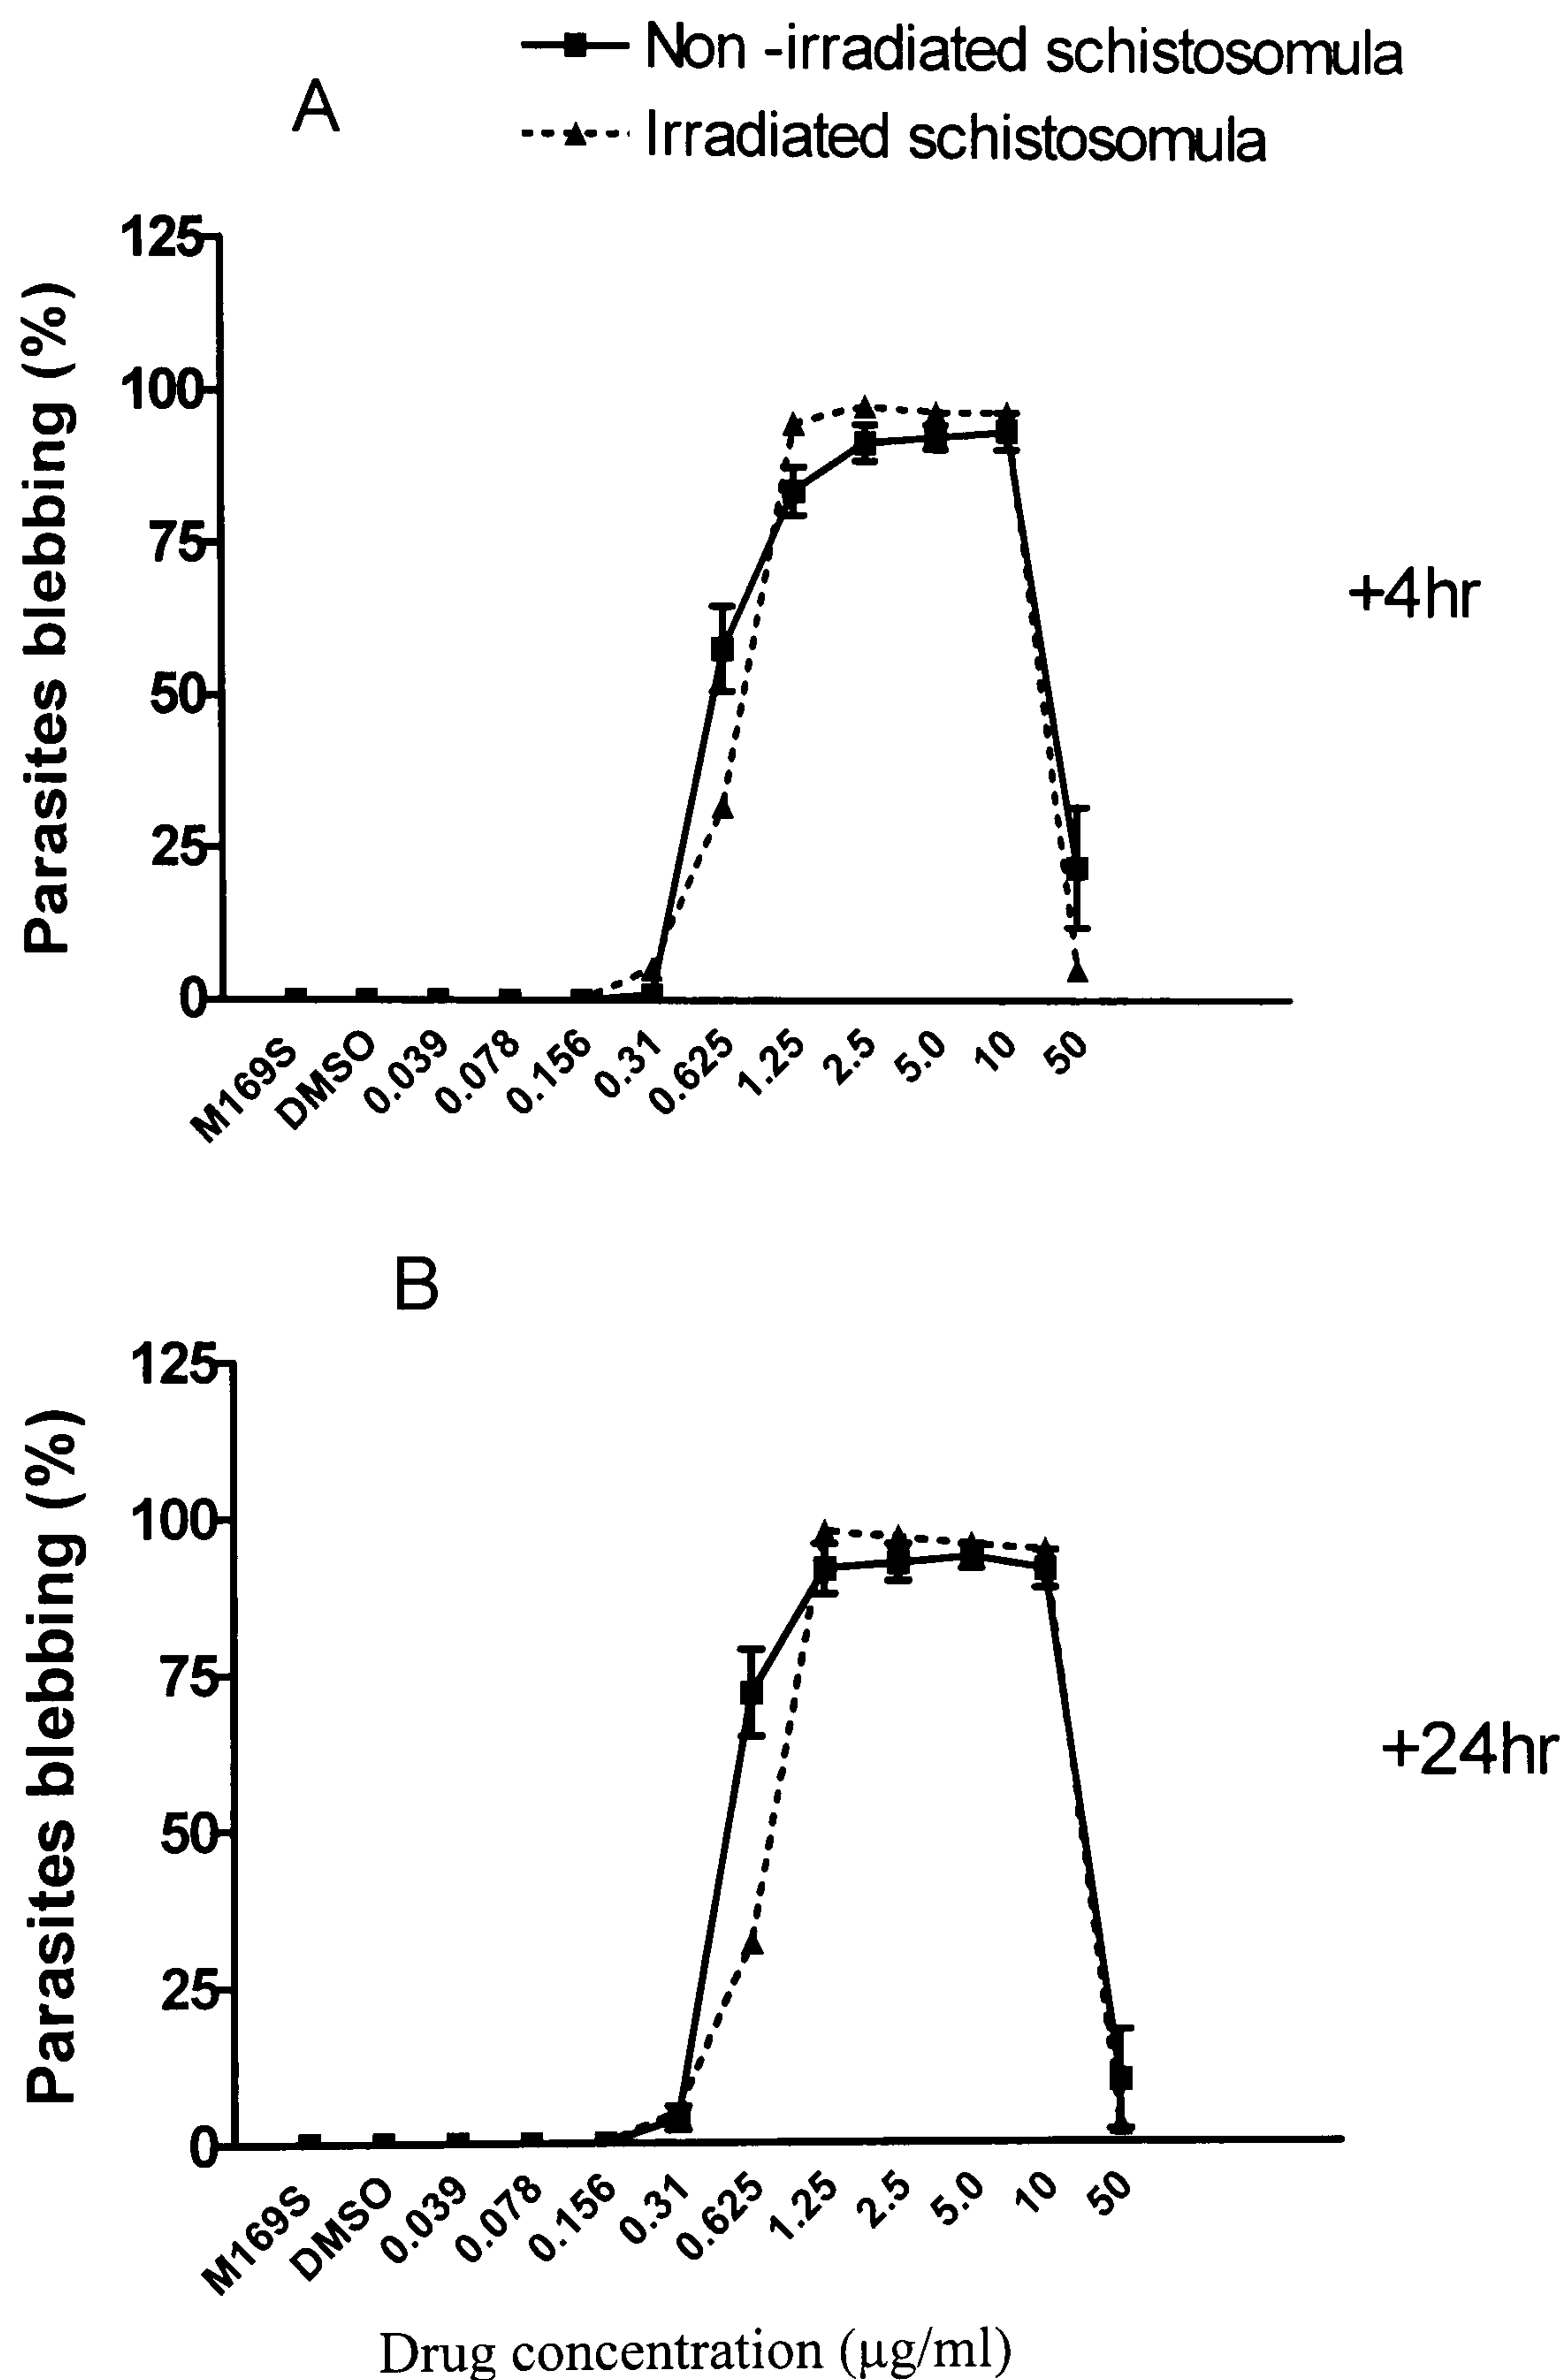 Non -irradiated schistosomula
A
Irradiated schistosomula
125
100
75
50
25
0
Parasites blebbing (%)
+4hr
M169S
DMSO
0.039
0.078
0.156
0.31
0.625
1.25
2.5
5.0
10
50
B
125
100
75
50
25
0
Parasites blebbing (%)
+24hr
M169S
DMSO
0.039
0.078
0.156
0.31
0.625
1.25
2.5
5.0
10
50
Drug concentration (µg/ml)